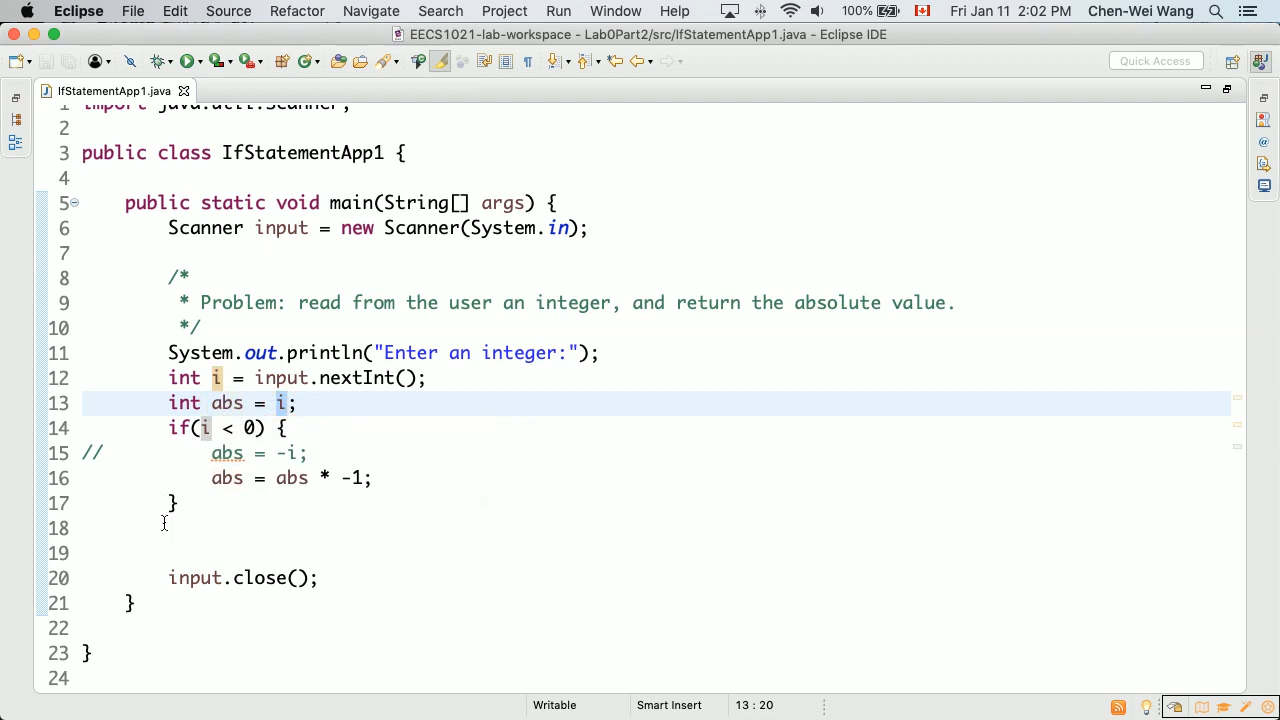 Eclipse File Edit Source Refactor Navigate Search Project Run Window Help 100% Fri Jan 11 2:02 PM Chen-Wei Wang
EECS1021-lab-workspace - Lab0Part2/src/IfStatementApp1.java - Eclipse IDE
Quick Access
IfStatementApp1.java
1 import java.util.Scanner;
2
3 public class IfStatementApp1 {
4
5 public static void main(String[] args) {
6 Scanner input = new Scanner(System.in);
7
8 /*
9 * Problem: read from the user an integer, and return the absolute value.
10 */
11 System.out.println("Enter an integer:");
12 int i = input.nextInt();
13 int abs = i;
14 if(i < 0) {
15 // abs = -i;
16 abs = abs * -1;
17 }
18
19
20 input.close();
21 }
22
23 }
24
Writable Smart Insert 13 : 20